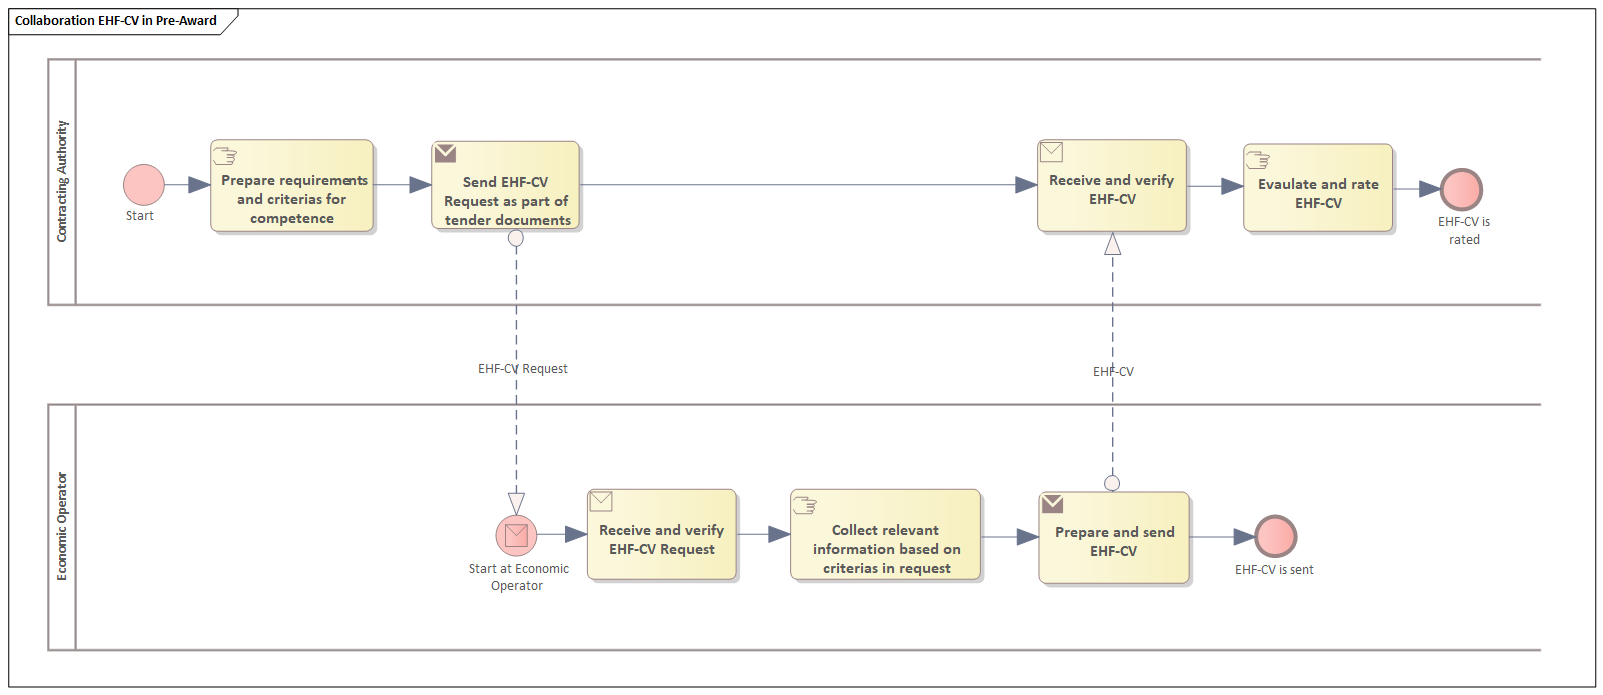 Collaboration EHF-CV in Pre-Award
Contracting Authority
Start
Prepare requirements
and criterias for
competence
Send EHF-CV
Request as part of
tender documents
Receive and verify
EHF-CV
Evaulate and rate
EHF-CV
EHF-CV is
rated
EHF-CV Request
EHF-CV
Economic Operator
Start at Economic
Operator
Receive and verify
EHF-CV Request
Collect relevant
information based on
criterias in request
Prepare and send
EHF-CV
EHF-CV is sent